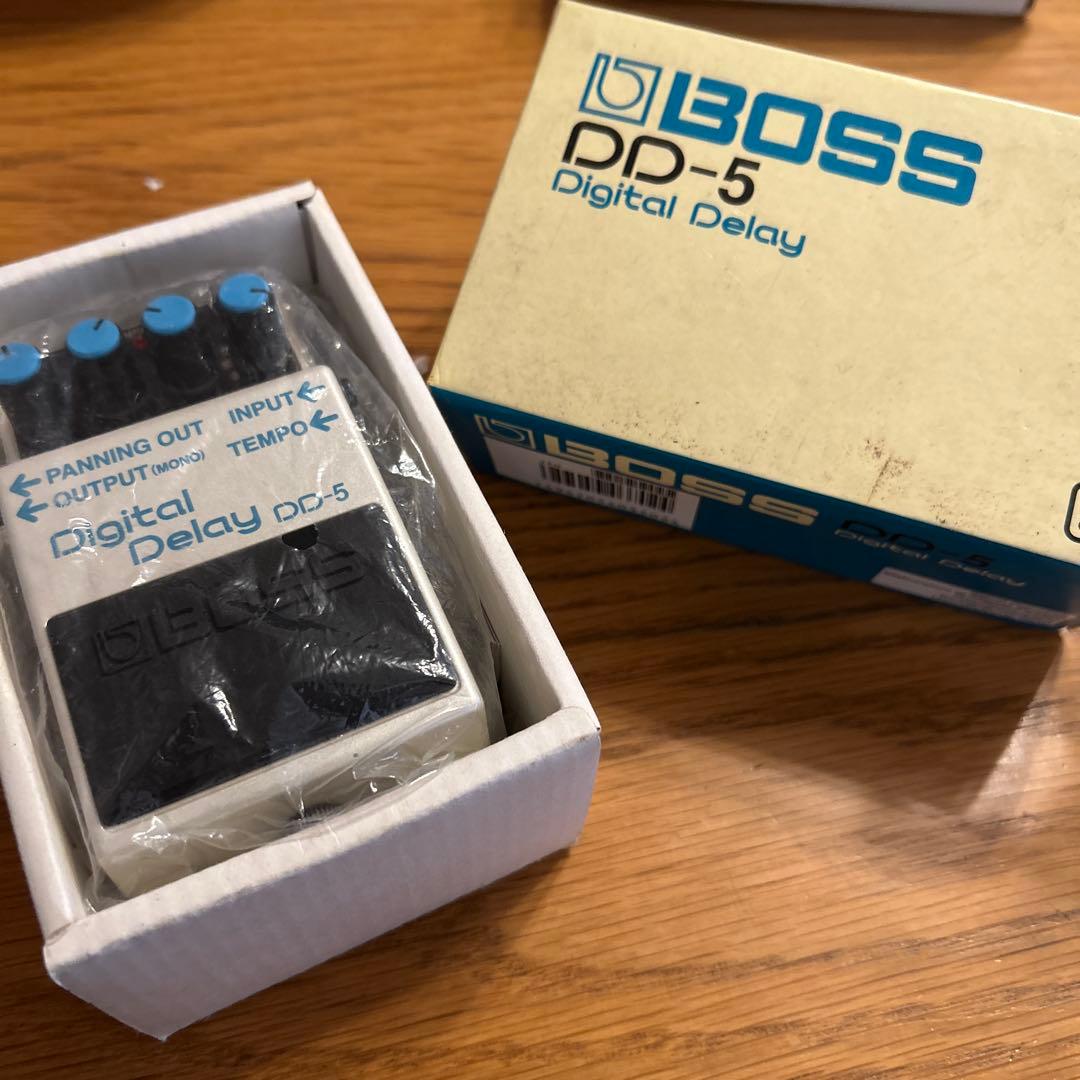 BOSS
DD-5
Digital Delay
BOSS
DD-5
Digital Delay
PANNING OUT
INPUT
OUTPUT (MONO)
TEMPO
Digital
Delay DD-5
BOSS